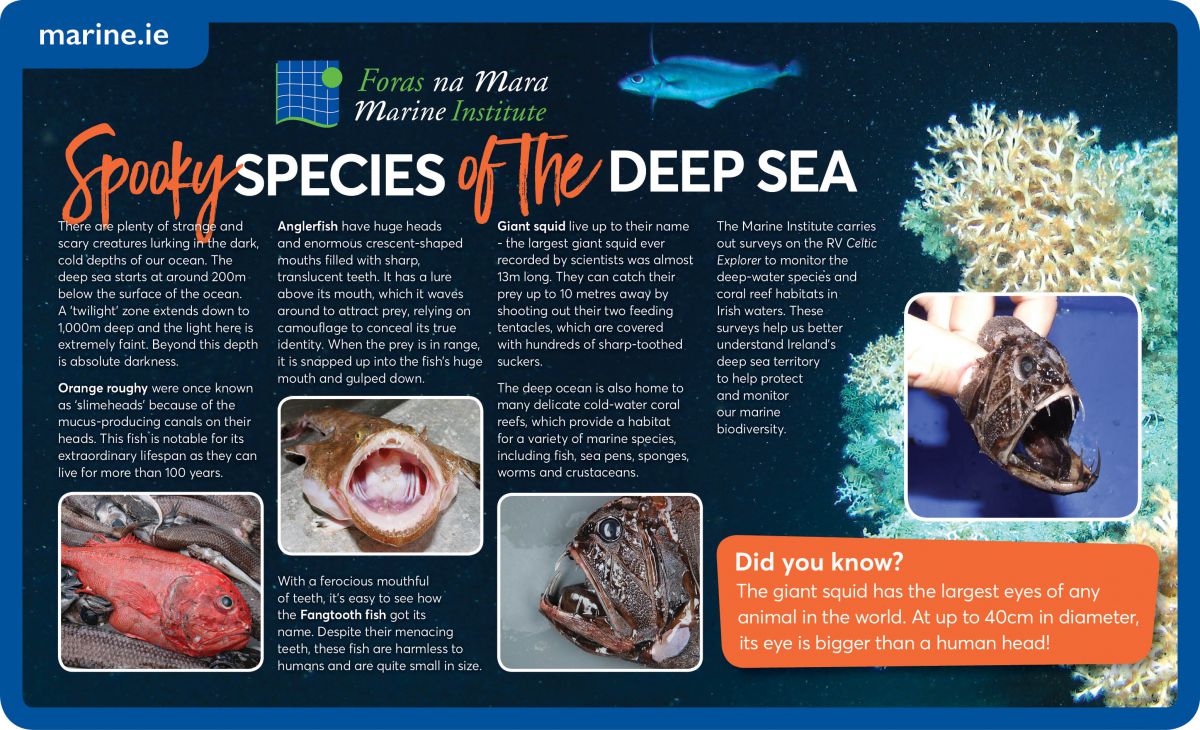 marine.ie
Foras na Mara
Marine Institute
Spooky SPECIES of the DEEP SEA
There are plenty of strange and
scary creatures lurking in the dark,
cold depths of our ocean. The
deep sea starts at around 200m
below the surface of the ocean.
A 'twilight' zone extends down to
1,000m deep and the light here is
extremely faint. Beyond this depth
is absolute darkness.
Orange roughy were once known
as 'slimeheads' because of the
mucus-producing canals on their
heads. This fish is notable for its
extraordinary lifespan as they can
live for more than 100 years.
Anglerfish have huge heads
and enormous crescent-shaped
mouths filled with sharp,
translucent teeth. It has a lure
above its mouth, which it waves
around to attract prey, relying on
camouflage to conceal its true
identity. When the prey is in range,
it is snapped up into the fish's huge
mouth and gulped down.
With a ferocious mouthful
of teeth, it's easy to see how
the Fangtooth fish got its
name. Despite their menacing
teeth, these fish are harmless to
humans and are quite small in size.
Giant squid live up to their name
- the largest giant squid ever
recorded by scientists was almost
13m long. They can catch their
prey up to 10 metres away by
shooting out their two feeding
tentacles, which are covered
with hundreds of sharp-toothed
suckers.
The deep ocean is also home to
many delicate cold-water coral
reefs, which provide a habitat
for a variety of marine species,
including fish, sea pens, sponges,
worms and crustaceans.
The Marine Institute carries
out surveys on the RV Celtic
Explorer to monitor the
deep-water species and
coral reef habitats in
Irish waters. These
surveys help us better
understand Ireland's
deep sea territory
to help protect
and monitor
our marine
biodiversity.
Did you know?
The giant squid has the largest eyes of any
animal in the world. At up to 40cm in diameter,
its eye is bigger than a human head!